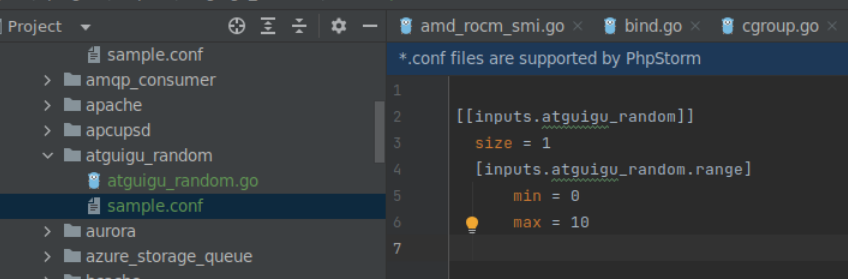 Project
amd_rocm_smi.go
bind.go
cgroup.go
sample.conf
amqp_consumer
apache
apcupsd
atguigu_random
atguigu_random.go
sample.conf
aurora
azure_storage_queue
*.conf files are supported by PhpStorm
1
2 [[inputs.atguigu_random]]
3 size = 1
4 [inputs.atguigu_random.range]
5 min = 0
6 max = 10
7